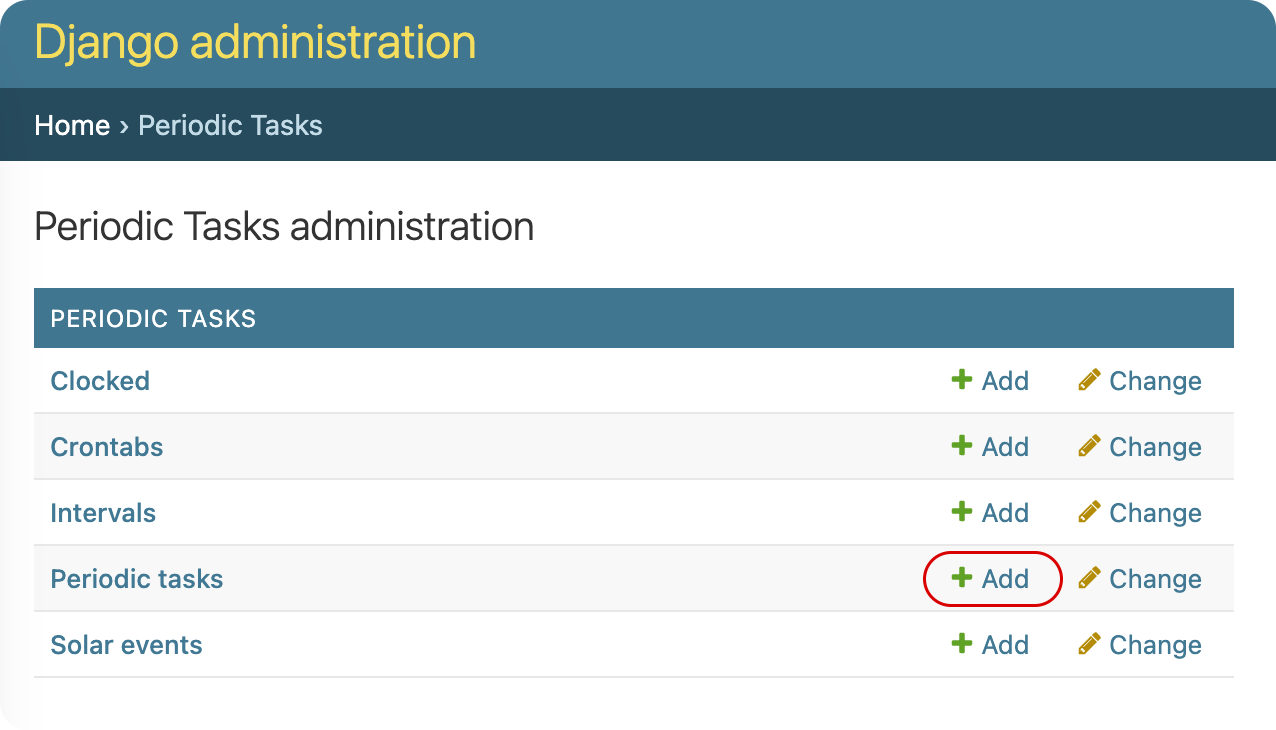 Django administration
Home › Periodic Tasks
Periodic Tasks administration
PERIODIC TASKS
Clocked Add Change
Crontabs Add Change
Intervals Add Change
Periodic tasks Add Change
Solar events Add Change